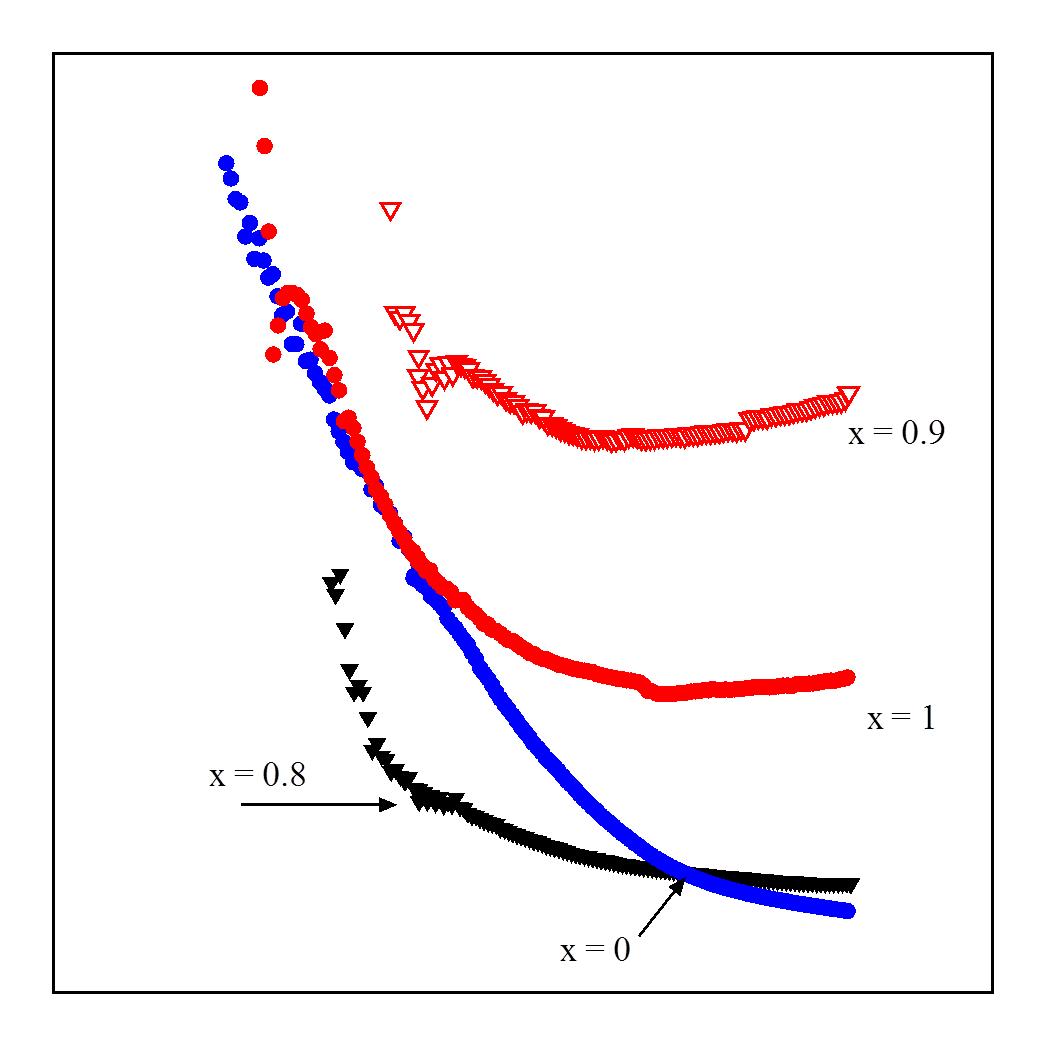 x = 0.9
x = 1
x = 0.8
x = 0